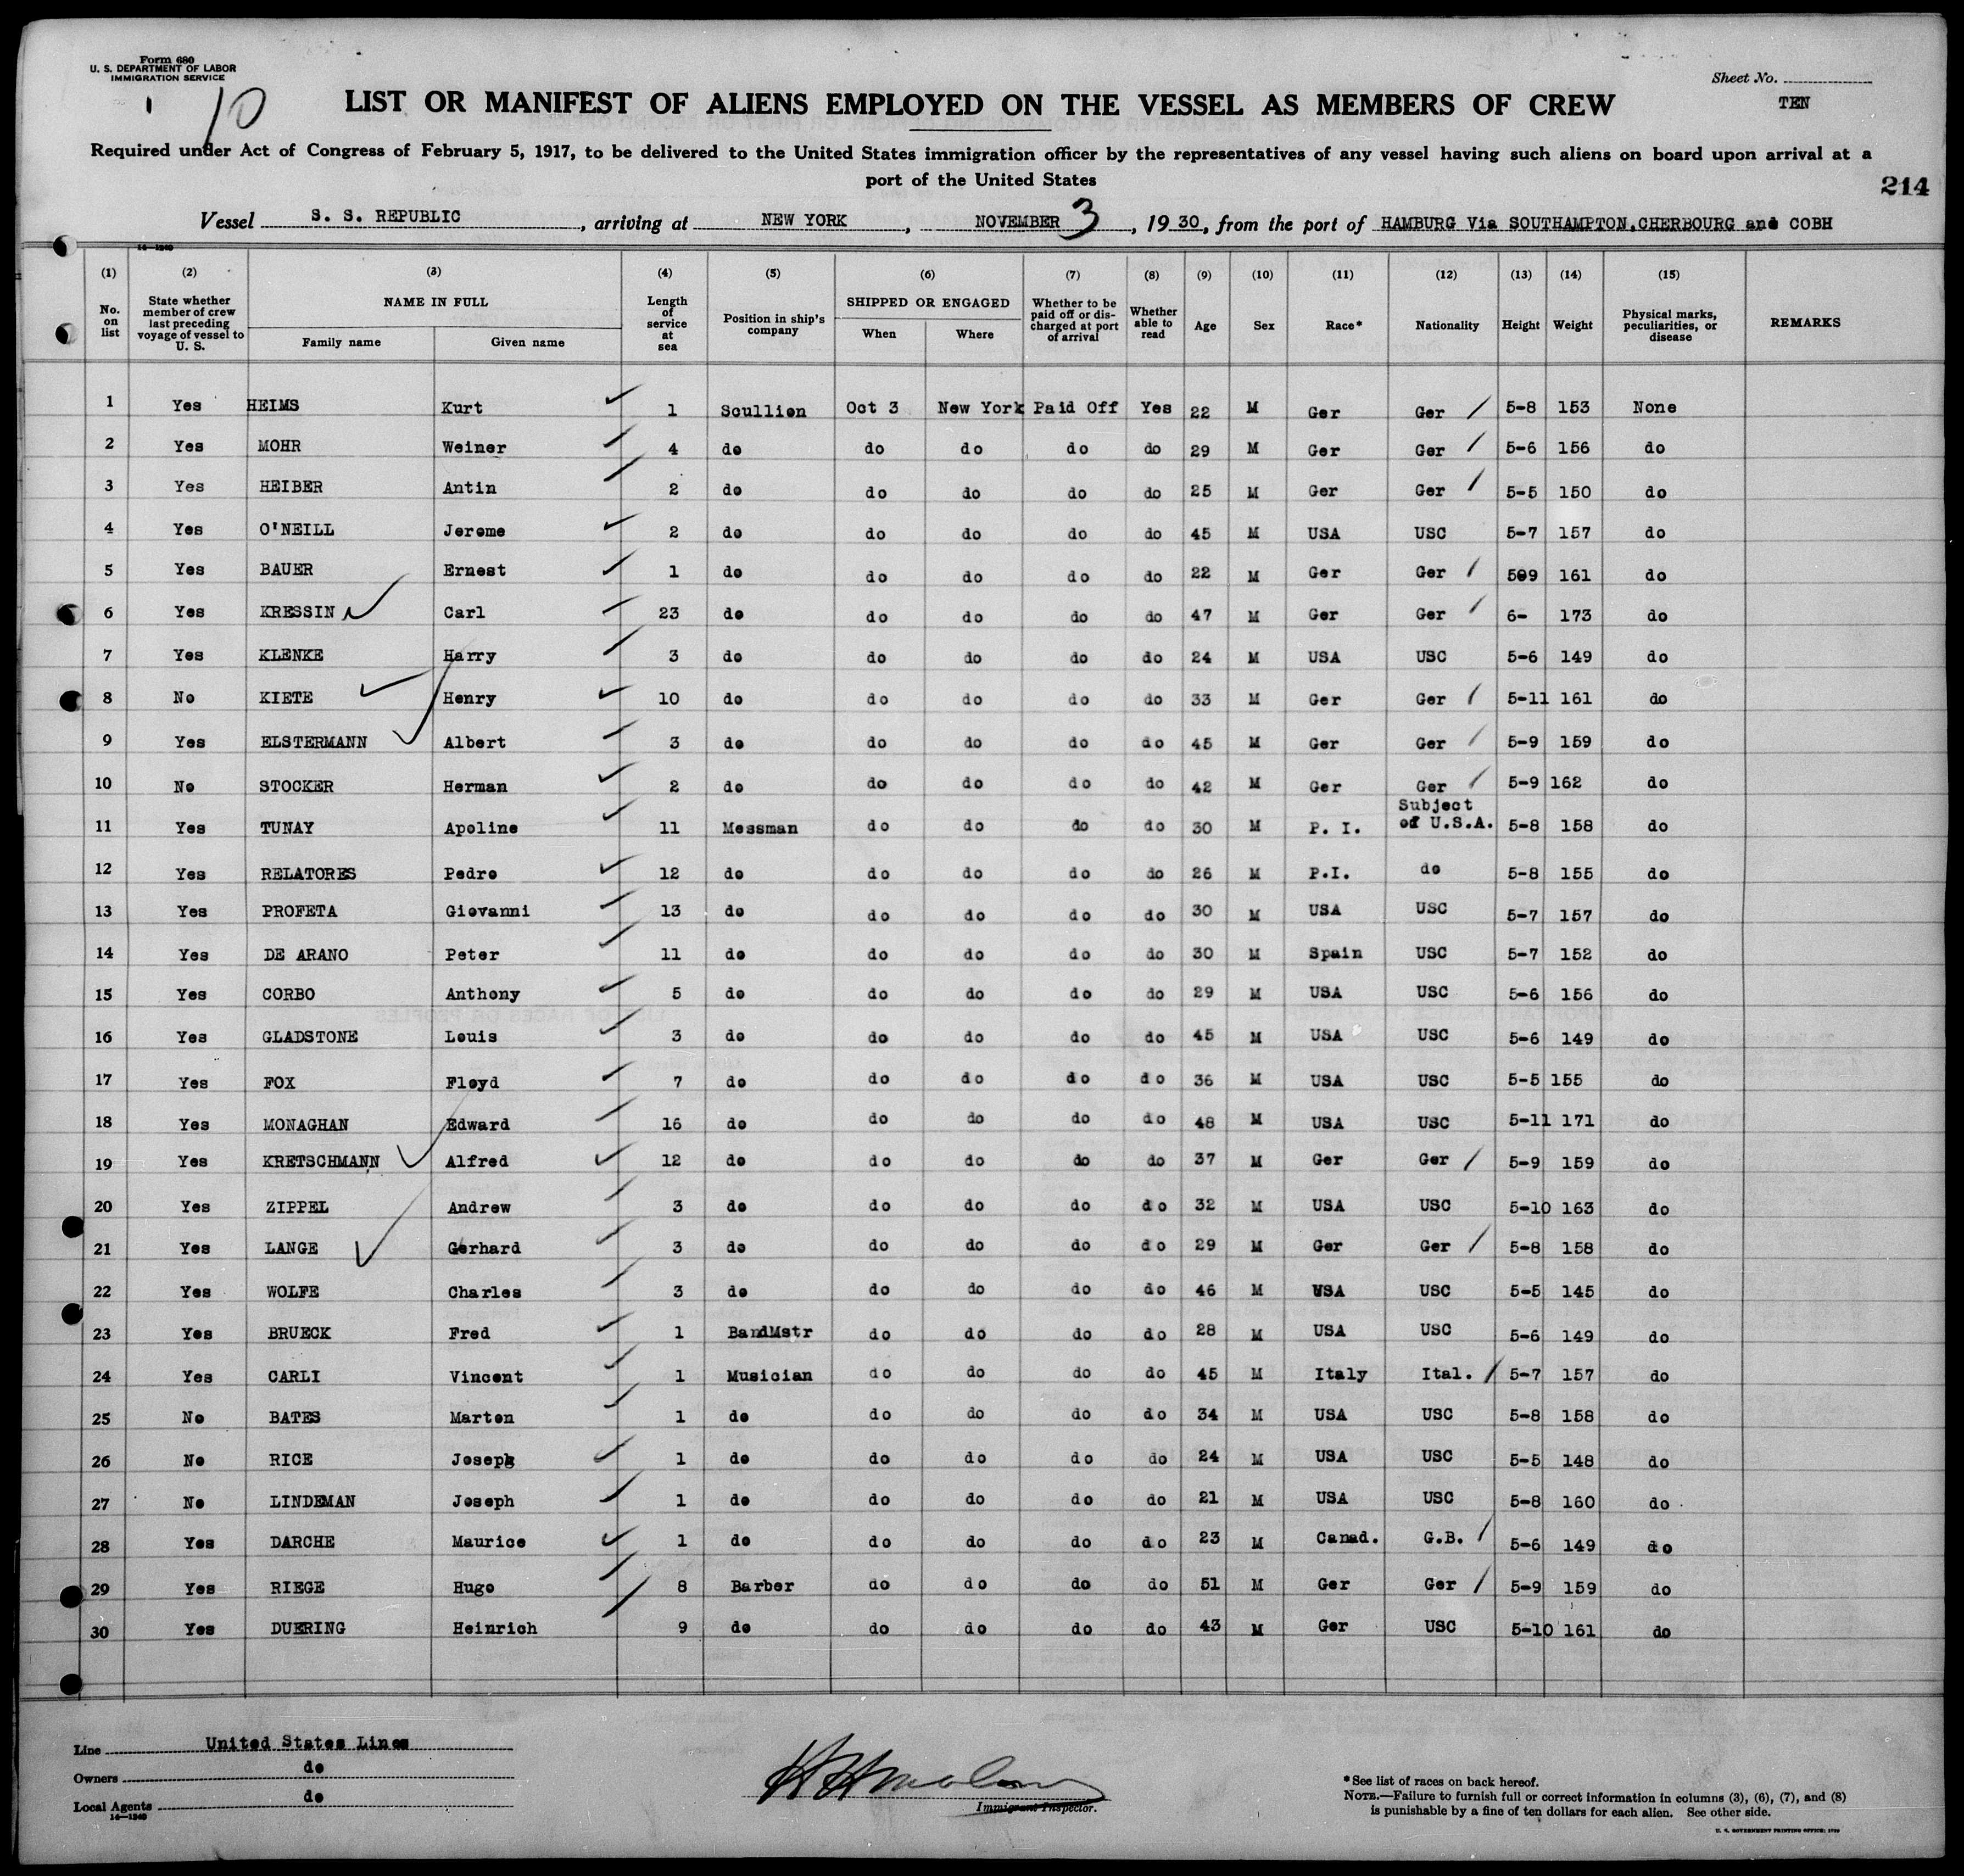 Form 680
U. S. DEPARTMENT OF LABOR
IMMIGRATION SERVICE
10
Sheet No.
TEN
LIST OR MANIFEST OF ALIENS EMPLOYED ON THE VESSEL AS MEMBERS OF CREW
Required under Act of Congress of February 5, 1917, to be delivered to the United States immigration officer by the representatives of any vessel having such aliens on board upon arrival at a
port of the United States
214
Vessel S. S. REPUBLIC, arriving at NEW YORK, NOVEMBER 3, 1930, from the port of HAMBURG Via SOUTHAMPTON,CHERBOURG and COBH
14—1240
(1) (2) (3) (4) (5) (6) (7) (8) (9) (10) (11) (12) (13) (14) (15)
No. on list State whether member of crew last preceding voyage of vessel to U. S. NAME IN FULL Family name Given name Length of service at sea Position in ship's company SHIPPED OR ENGAGED When Where Whether to be paid off or discharged at port of arrival Whether able to read Age Sex Race* Nationality Height Weight Physical marks, peculiarities, or disease REMARKS
1 Yes HEIMS Kurt 1 Scullion Oct 3 New York Paid Off Yes 22 M Ger Ger 5-8 153 None
2 Yes MOHR Weiner 4 do do do do do 29 M Ger Ger 5-6 156 do
3 Yes HEIBER Antin 2 do do do do do 25 M Ger Ger 5-5 150 do
4 Yes O'NEILL Jerome 2 do do do do do 45 M USA USC 5-7 157 do
5 Yes BAUER Ernest 1 do do do do do 22 M Ger Ger 509 161 do
6 Yes KRESSIN Carl 23 do do do do do 47 M Ger Ger 6- 173 do
7 Yes KLENKE Harry 3 do do do do do 24 M USA USC 5-6 149 do
8 No KIETE Henry 10 do do do do do 33 M Ger Ger 5-11 161 do
9 Yes ELSTERMANN Albert 3 do do do do do 45 M Ger Ger 5-9 159 do
10 No STOCKER Herman 2 do do do do do 42 M Ger Ger 5-9 162 do
11 Yes TUNAY Apoline 11 Messman do do do do 30 M P. I. Subject of U.S.A. 5-8 158 do
12 Yes RELATORES Pedro 12 do do do do do 26 M P.I. do 5-8 155 do
13 Yes PROFETA Giovanni 13 do do do do do 30 M USA USC 5-7 157 do
14 Yes DE ARANO Peter 11 do do do do do 30 M Spain USC 5-7 152 do
15 Yes CORBO Anthony 5 do do do do do 29 M USA USC 5-6 156 do
16 Yes GLADSTONE Louis 3 do do do do do 45 M USA USC 5-6 149 do
17 Yes FOX Floyd 7 do do do do do 36 M USA USC 5-5 155 do
18 Yes MONAGHAN Edward 16 do do do do do 48 M USA USC 5-11 171 do
19 Yes KRETSCHMANN Alfred 12 do do do do do 37 M Ger Ger 5-9 159 do
20 Yes ZIPPEL Andrew 3 do do do do do 32 M USA USC 5-10 163 do
21 Yes LANGE Gerhard 3 do do do do do 29 M Ger Ger 5-8 158 do
22 Yes WOLFE Charles 3 do do do do do 46 M USA USC 5-5 145 do
23 Yes BRUECK Fred 1 BandMstr do do do do 28 M USA USC 5-6 149 do
24 Yes CARLI Vincent 1 Musician do do do do 45 M Italy Ital. 5-7 157 do
25 No BATES Marton 1 do do do do do 34 M USA USC 5-8 158 do
26 No RICE Joseph 1 do do do do do 24 M USA USC 5-5 148 do
27 No LINDEMAN Joseph 1 do do do do do 21 M USA USC 5-8 160 do
28 Yes DARCHE Maurice 1 do do do do do 23 M Canad. G.B. 5-6 149 do
29 Yes RIEGE Hugo 8 Barber do do do do 51 M Ger Ger 5-9 159 do
30 Yes DUERING Heinrich 9 do do do do do 43 M Ger USC 5-10 161 do
Line United States Lines
Owners do
Local Agents do
14—1240
Immigrant Inspector.
*See list of races on back hereof.
NOTE.—Failure to furnish full or correct information in columns (3), (6), (7), and (8)
is punishable by a fine of ten dollars for each alien. See other side.